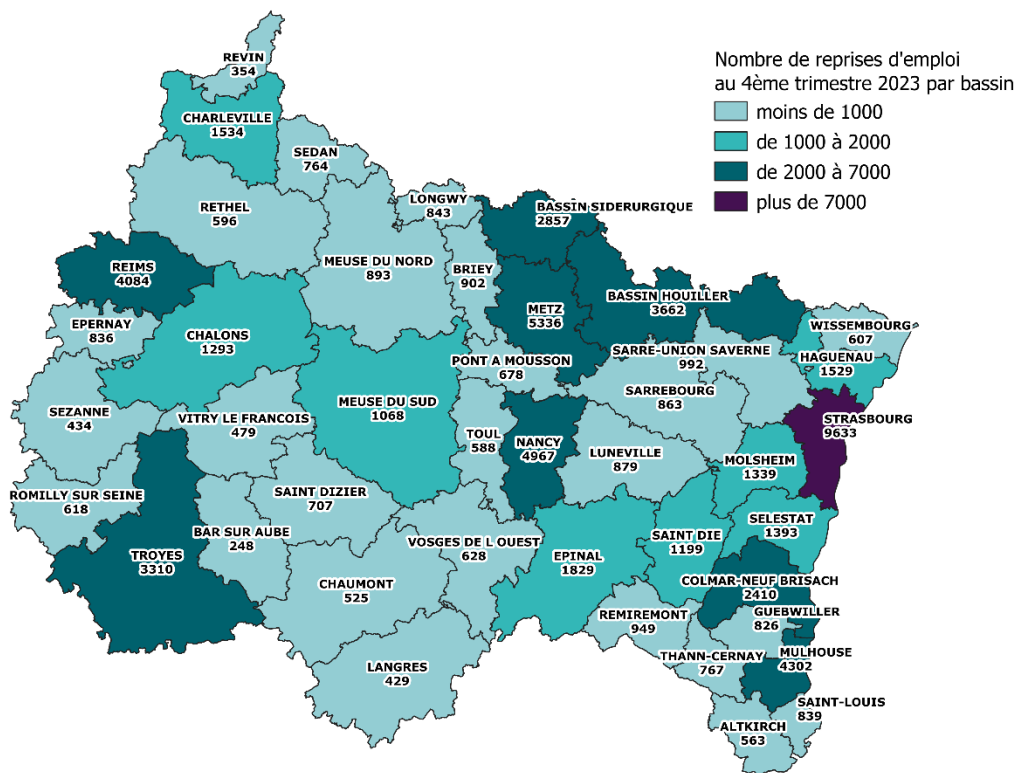 Nombre de reprises d'emploi
au 4ème trimestre 2023 par bassin
moins de 1000
de 1000 à 2000
de 2000 à 7000
plus de 7000
REVIN
354
CHARLEVILLE
1534
SEDAN
764
RETHEL
596
LONGWY
843
BASSIN SIDERURGIQUE
2857
MEUSE DU NORD
893
BRIEY
902
REIMS
4084
METZ
5336
BASSIN HOUILLER
3662
WISSEMBOURG
607
EPERNAY
836
CHALONS
1293
PONT A MOUSSON
678
SARRE-UNION SAVERNE
992
HAGUENAU
1529
SARREBOURG
863
SEZANNE
434
VITRY LE FRANCOIS
479
MEUSE DU SUD
1068
TOUL
588
NANCY
4967
LUNEVILLE
879
STRASBOURG
9633
MOLSHEIM
1339
ROMILLY SUR SEINE
618
SAINT DIZIER
707
BAR SUR AUBE
248
VOSGES DE L OUEST
628
EPINAL
1829
SAINT DIE
1199
SELESTAT
1393
TROYES
3310
CHAUMONT
525
COLMAR-NEUF BRISACH
2410
REMIREMONT
949
GUEBWILLER
826
THANN-CERNAY
767
MULHOUSE
4302
LANGRES
429
SAINT-LOUIS
839
ALTKIRCH
563